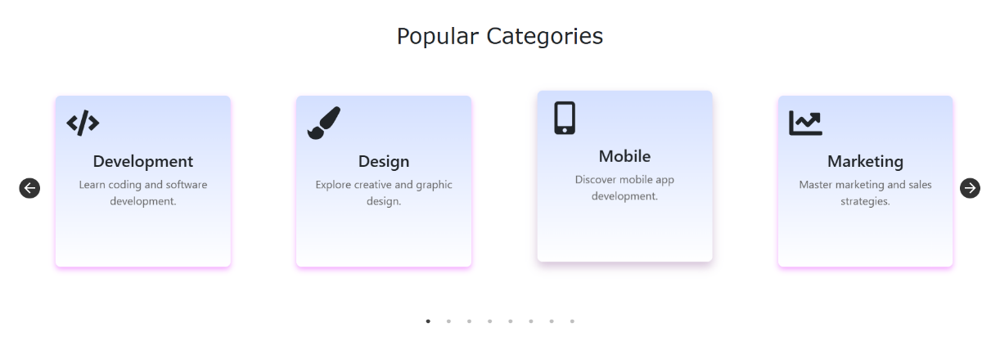 Popular Categories
Development
Learn coding and software
development.
Design
Explore creative and graphic
design.
Mobile
Discover mobile app
development.
Marketing
Master marketing and sales
strategies.